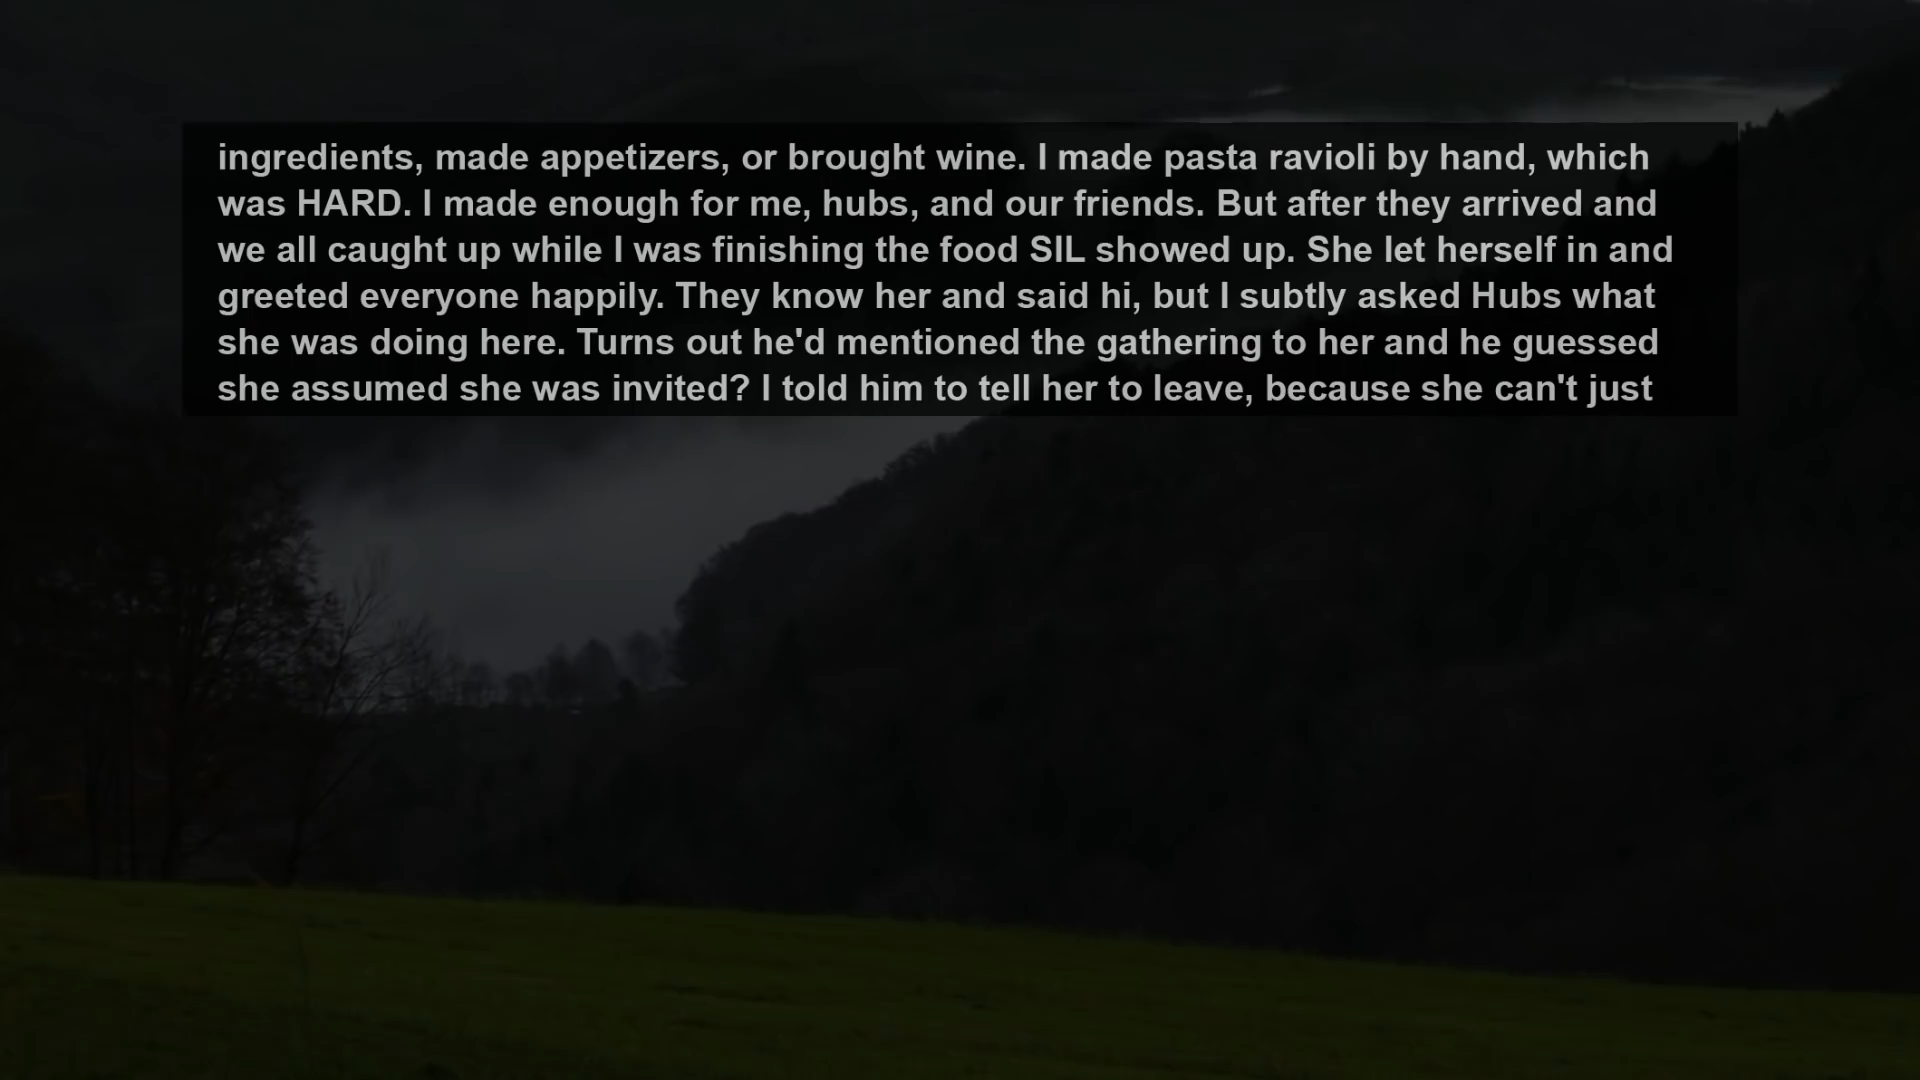 ingredients, made appetizers, or brought wine. I made pasta ravioli by hand, which
was HARD. I made enough for me, hubs, and our friends. But after they arrived and
we all caught up while I was finishing the food SIL showed up. She let herself in and
greeted everyone happily. They know her and said hi, but I subtly asked Hubs what
she was doing here. Turns out he'd mentioned the gathering to her and he guessed
she assumed she was invited? I told him to tell her to leave, because she can't just